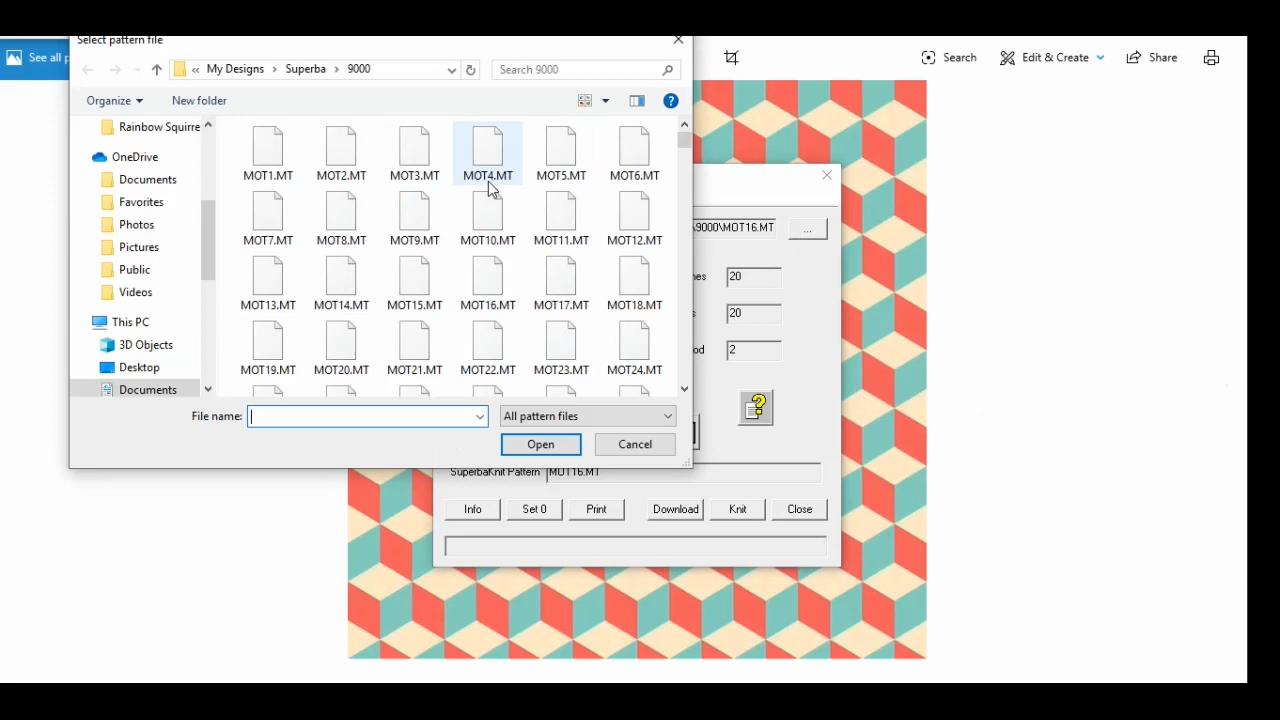 Select pattern file
See all p
Search
Edit & Create
Share
« My Designs > Superba > 9000
Search 9000
Organize
New folder
Rainbow Squirre
OneDrive
Documents
Favorites
Photos
Pictures
Public
Videos
This PC
3D Objects
Desktop
Documents
MOT1.MT MOT2.MT MOT3.MT MOT4.MT MOT5.MT MOT6.MT
MOT7.MT MOT8.MT MOT9.MT MOT10.MT MOT11.MT MOT12.MT
MOT13.MT MOT14.MT MOT15.MT MOT16.MT MOT17.MT MOT18.MT
MOT19.MT MOT20.MT MOT21.MT MOT22.MT MOT23.MT MOT24.MT
File name:
All pattern files
Open
Cancel
\9000\MOT16.MT
...
nes 20
s 20
od 2
SuperbaKnit Pattern MOT16.MT
Info Set 0 Print Download Knit Close